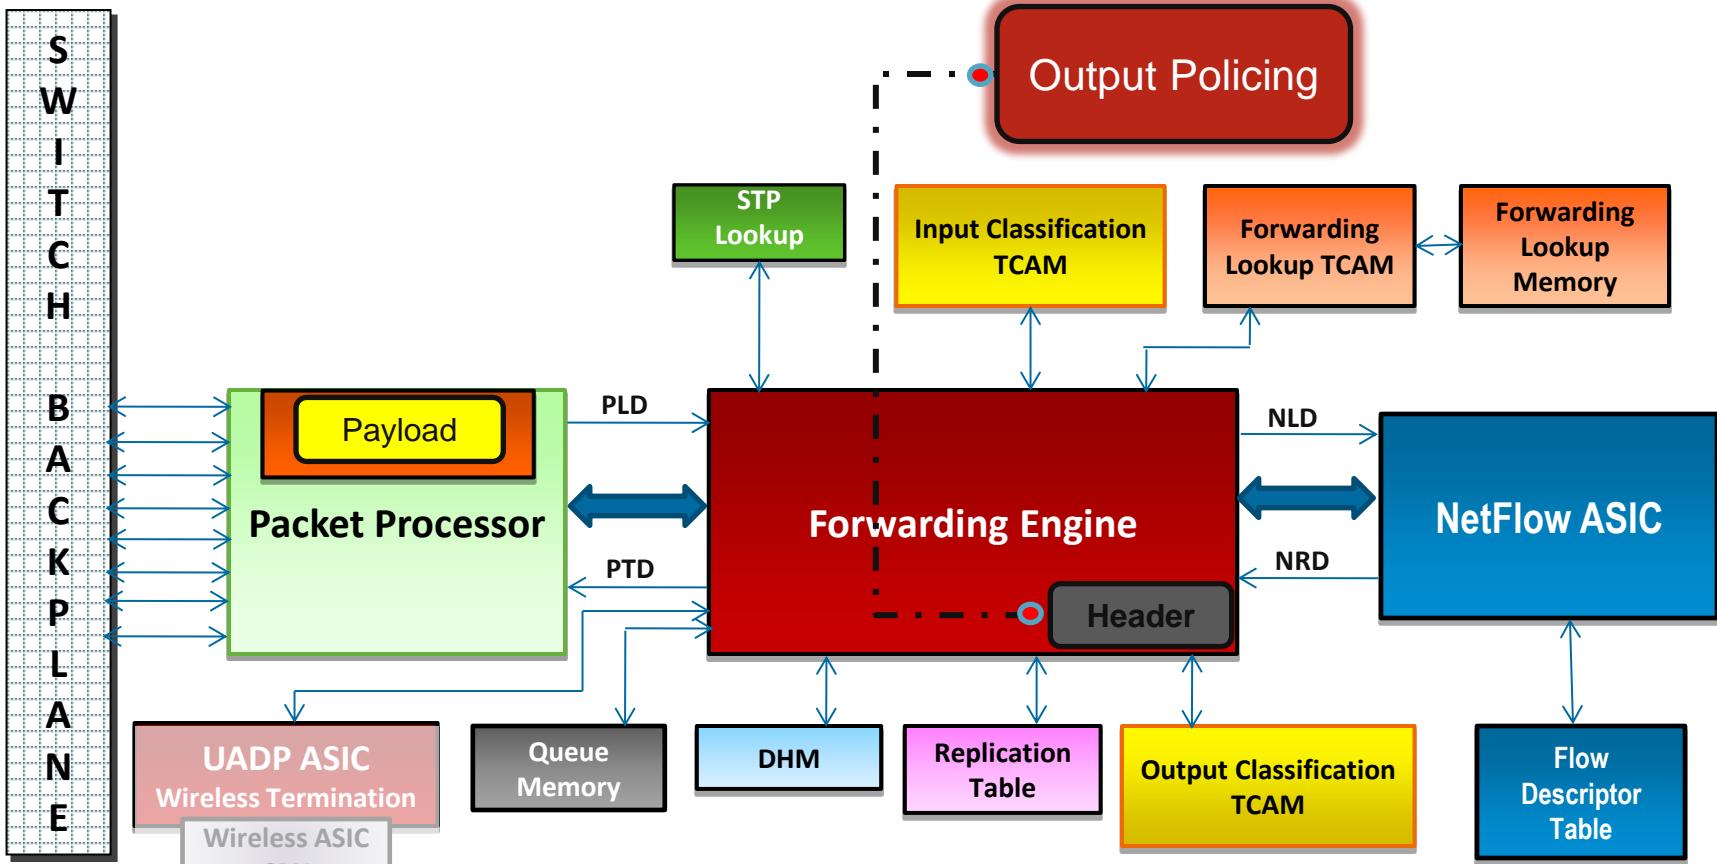 SWITCH BACKPLANE
Output Policing
STP
Lookup
Input Classification
TCAM
Forwarding
Lookup TCAM
Forwarding
Lookup
Memory
Payload
Packet Processor
PLD
PTD
Forwarding Engine
Header
NLD
NRD
NetFlow ASIC
UADP ASIC
Wireless Termination
Wireless ASIC
Queue
Memory
DHM
Replication
Table
Output Classification
TCAM
Flow
Descriptor
Table